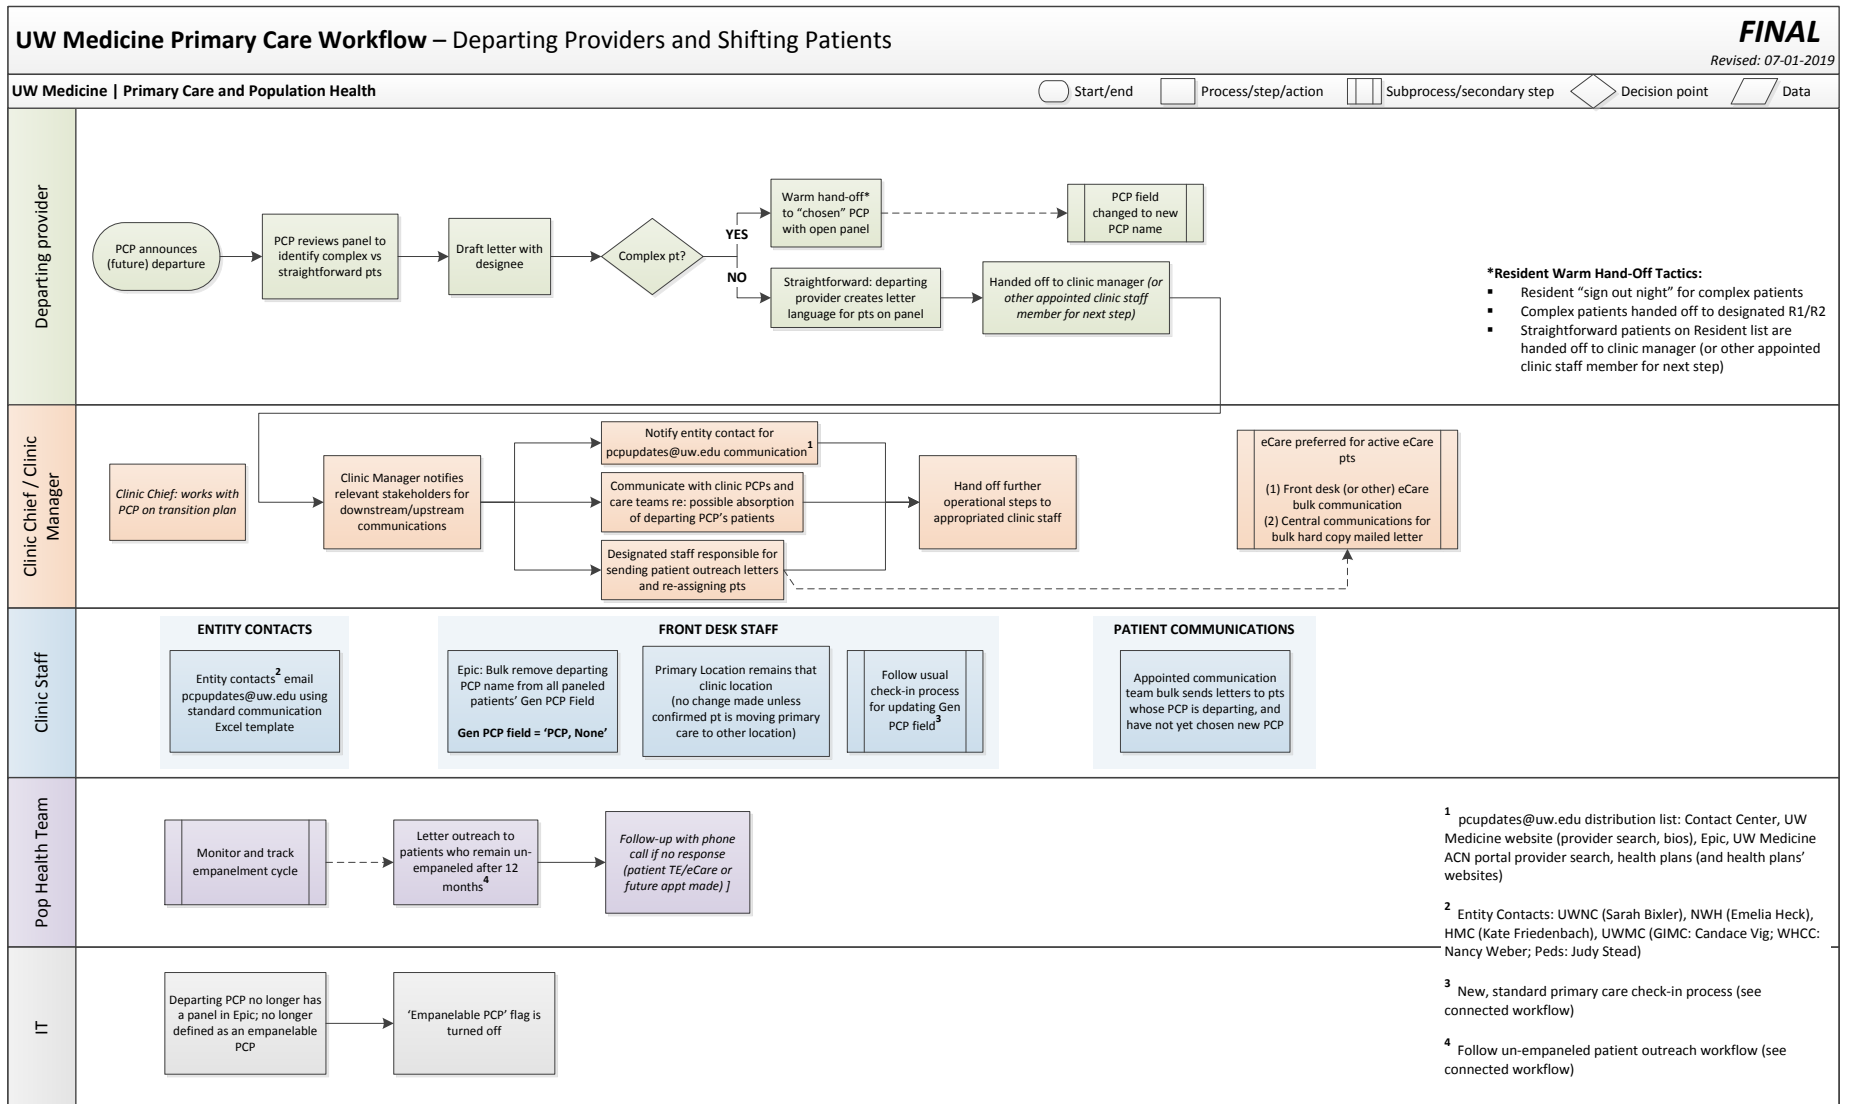 UW Medicine Primary Care Workflow – Departing Providers and Shifting Patients
FINAL
Revised: 07-01-2019
UW Medicine | Primary Care and Population Health
Start/end
Process/step/action
Subprocess/secondary step
Decision point
Data
Departing provider
PCP announces
(future) departure
PCP reviews panel to
identify complex vs
straightforward pts
Draft letter with
designee
Complex pt?
YES
NO
Warm hand-off*
to “chosen” PCP
with open panel
PCP field
changed to new
PCP name
Straightforward: departing
provider creates letter
language for pts on panel
Handed off to clinic manager (or
other appointed clinic staff
member for next step)
*Resident Warm Hand-Off Tactics:
▪ Resident “sign out night” for complex patients
▪ Complex patients handed off to designated R1/R2
▪ Straightforward patients on Resident list are
handed off to clinic manager (or other appointed
clinic staff member for next step)
Clinic Chief / Clinic
Manager
Clinic Chief: works with
PCP on transition plan
Clinic Manager notifies
relevant stakeholders for
downstream/upstream
communications
Notify entity contact for
pcpupdates@uw.edu communication1
Communicate with clinic PCPs and
care teams re: possible absorption
of departing PCP’s patients
Designated staff responsible for
sending patient outreach letters
and re-assigning pts
Hand off further
operational steps to
appropriated clinic staff
eCare preferred for active eCare
pts
(1) Front desk (or other) eCare
bulk communication
(2) Central communications for
bulk hard copy mailed letter
Clinic Staff
ENTITY CONTACTS
Entity contacts2 email
pcpupdates@uw.edu using
standard communication
Excel template
FRONT DESK STAFF
Epic: Bulk remove departing
PCP name from all paneled
patients’ Gen PCP Field
Gen PCP field = ‘PCP, None’
Primary Location remains that
clinic location
(no change made unless
confirmed pt is moving primary
care to other location)
Follow usual
check-in process
for updating Gen
PCP field3
PATIENT COMMUNICATIONS
Appointed communication
team bulk sends letters to pts
whose PCP is departing, and
have not yet chosen new PCP
Pop Health Team
Monitor and track
empanelment cycle
Letter outreach to
patients who remain un-
empaneled after 12
months4
Follow-up with phone
call if no response
(patient TE/eCare or
future appt made) ]
IT
Departing PCP no longer has
a panel in Epic; no longer
defined as an empanelable
PCP
‘Empanelable PCP’ flag is
turned off
1 pcupdates@uw.edu distribution list: Contact Center, UW
Medicine website (provider search, bios), Epic, UW Medicine
ACN portal provider search, health plans (and health plans’
websites)
2 Entity Contacts: UWNC (Sarah Bixler), NWH (Emelia Heck),
HMC (Kate Friedenbach), UWMC (GIMC: Candace Vig; WHCC:
Nancy Weber; Peds: Judy Stead)
3 New, standard primary care check-in process (see
connected workflow)
4 Follow un-empaneled patient outreach workflow (see
connected workflow)